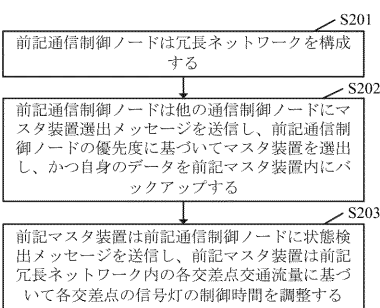 S201
前記通信制御ノードは冗長ネットワークを構成
する
S202
前記通信制御ノードは他の通信制御ノードにマ
スタ装置選出メッセージを送信し、前記通信制
御ノードの優先度に基づいてマスタ装置を選出
し、かつ自身のデータを前記マスタ装置内にバ
ックアップする
S203
前記マスタ装置は前記通信制御ノードに状態検
出メッセージを送信し、前記マスタ装置は前記
冗長ネットワーク内の各交差点交通流量に基づ
いて各交差点の信号灯の制御時間を調整する